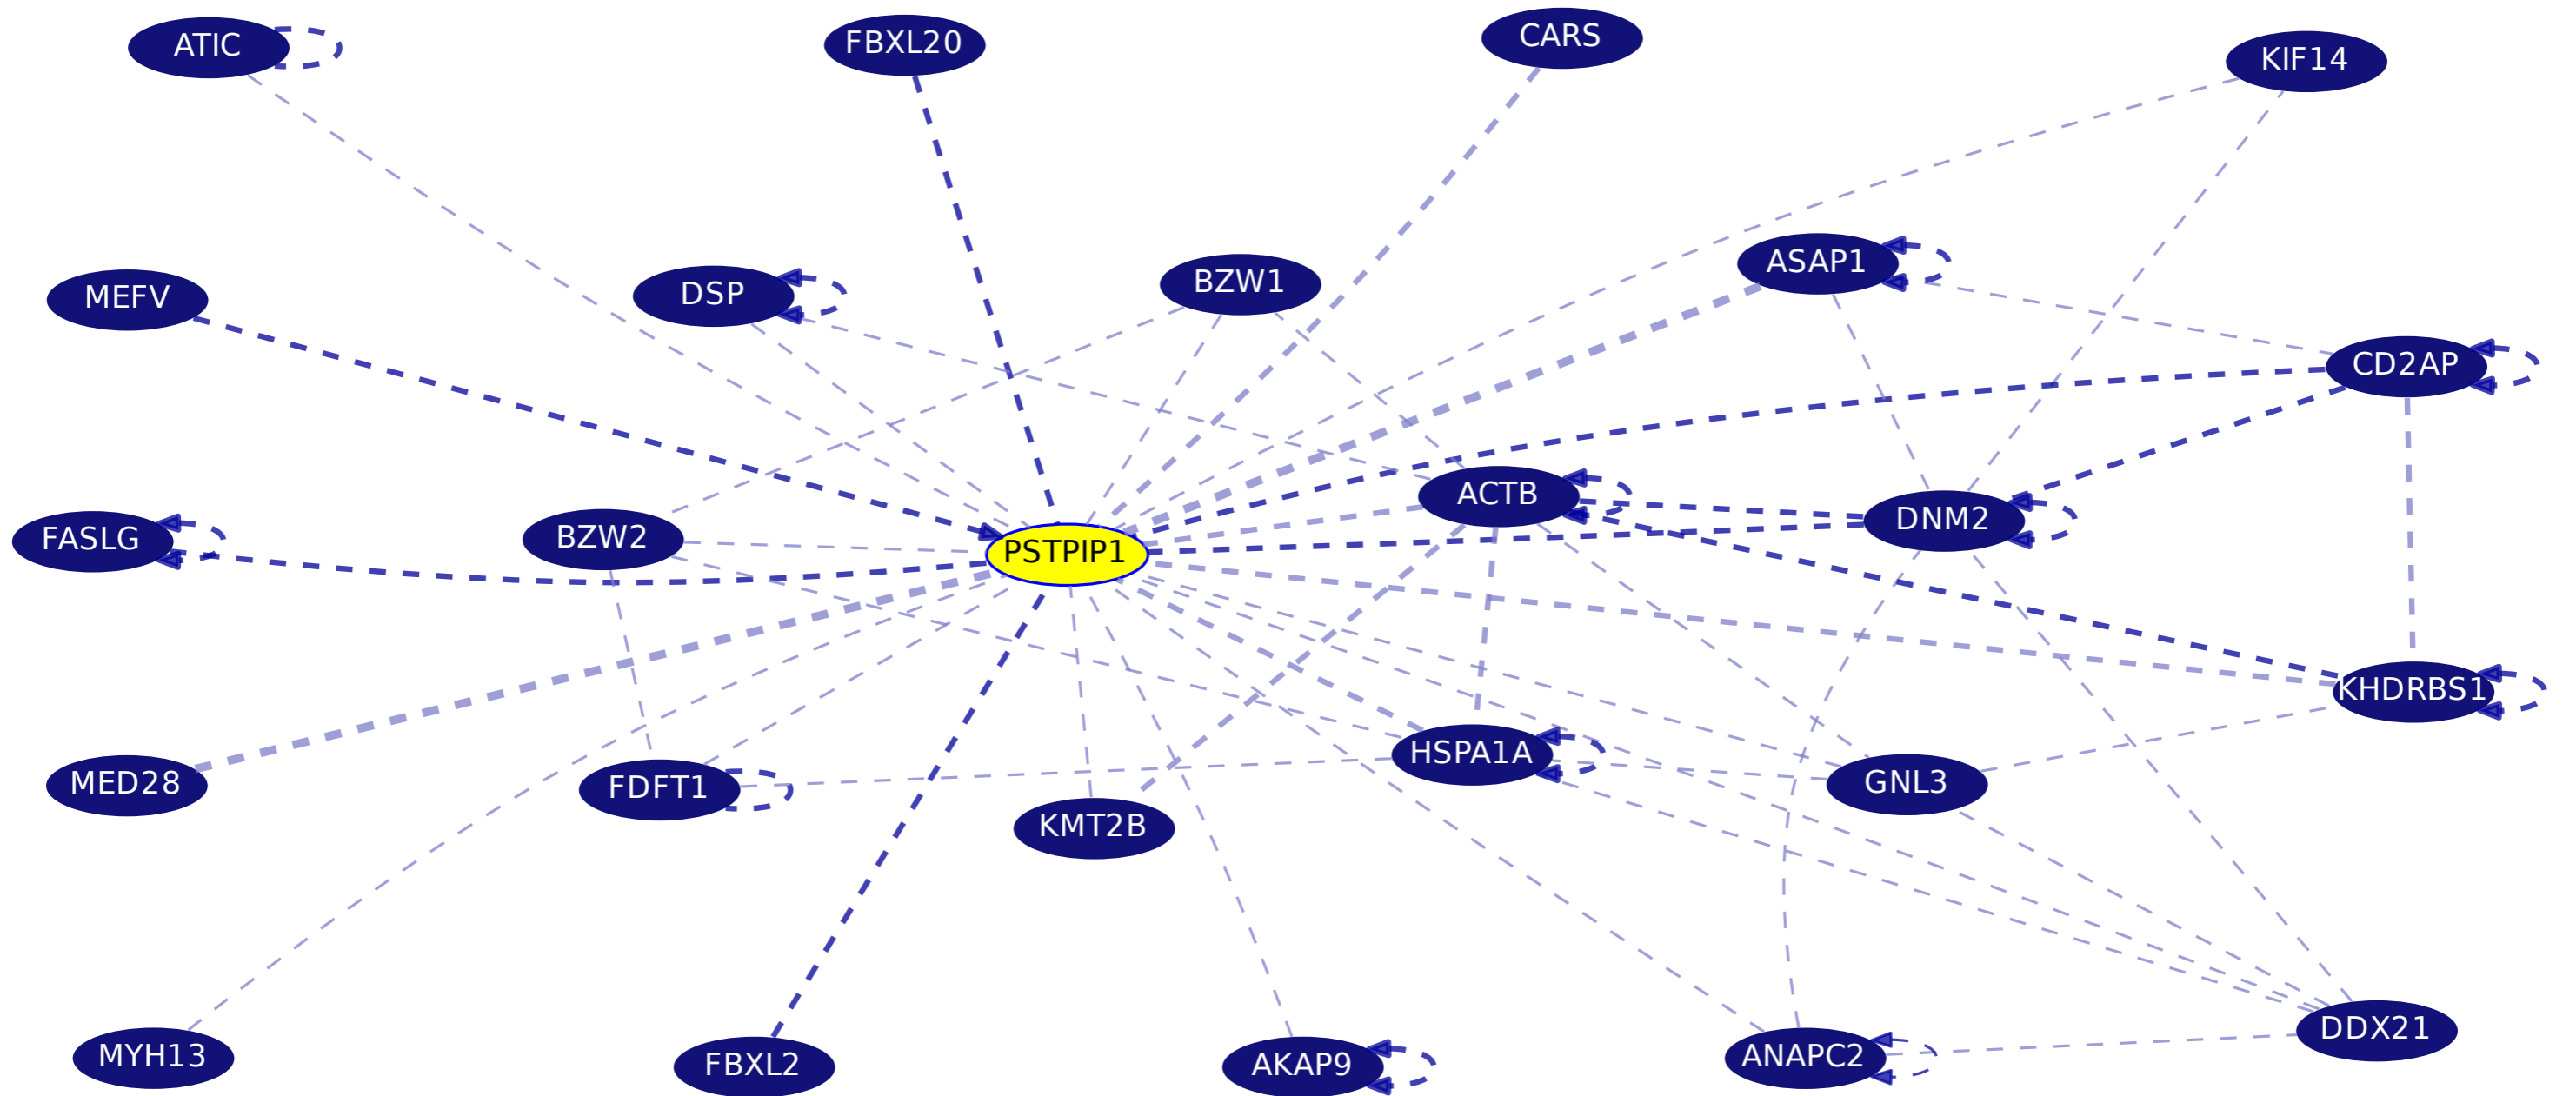 ATIC
FBXL20
CARS
KIF14
MEFV
DSP
BZW1
ASAP1
CD2AP
FASLG
BZW2
PSTPIP1
ACTB
DNM2
KHDRBS1
MED28
FDFT1
KMT2B
HSPA1A
GNL3
MYH13
FBXL2
AKAP9
ANAPC2
DDX21